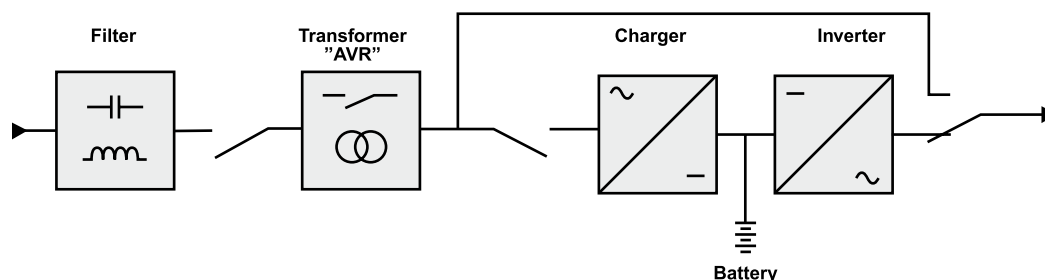 Filter
Transformer
”AVR”
Charger
Inverter
Battery